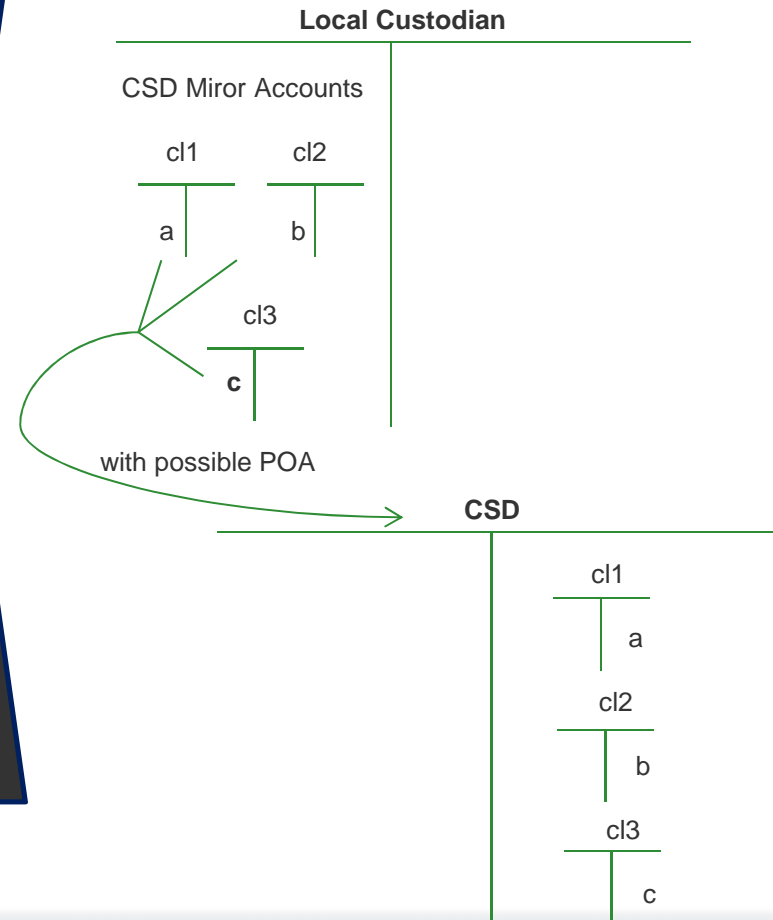 Local Custodian
CSD Miror Accounts
cl1 cl2
a b
cl3
c
with possible POA
CSD
cl1
a
cl2
b
cl3
c